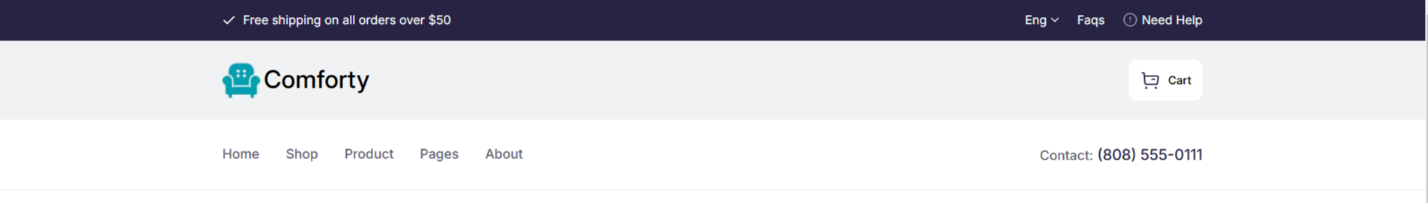 Free shipping on all orders over $50 Eng Faqs Need Help
Comforty Cart
Home Shop Product Pages About Contact: (808) 555-0111